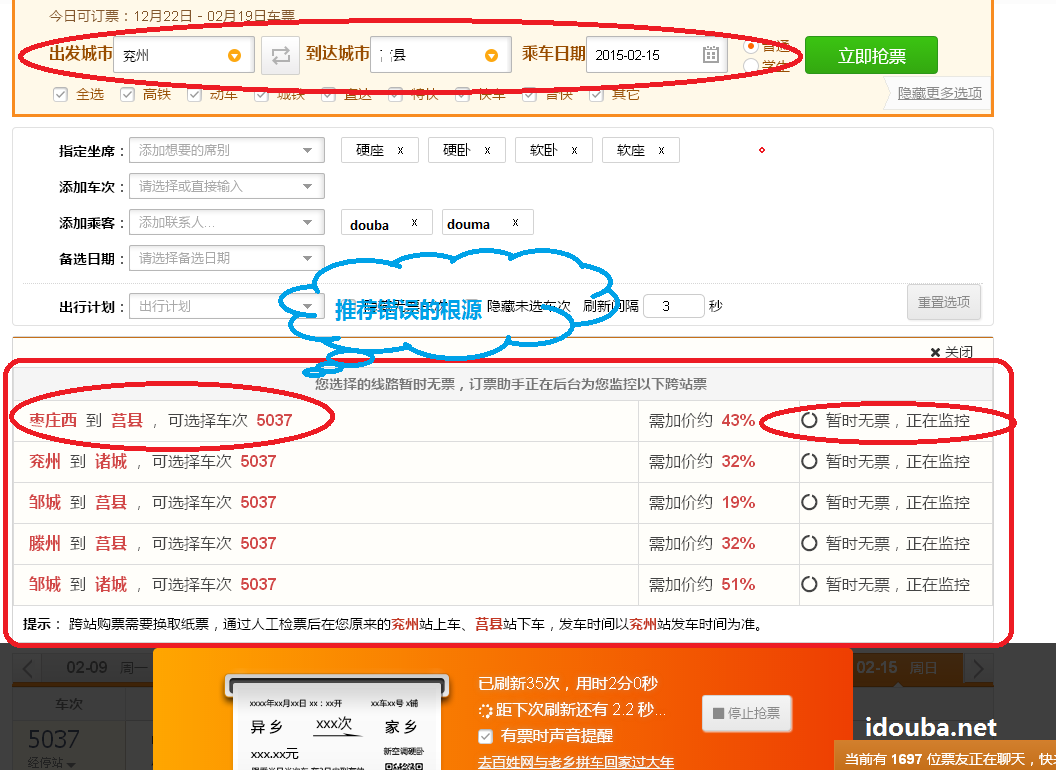 今日可订票：12月22日 - 02月19日车票
出发城市 兖州 到达城市 县 乘车日期 2015-02-15 普通 立即抢票
学生
全选 高铁 动车 城铁 直达 特快 快车 普快 其它 隐藏更多选项
指定坐席： 添加想要的席别 硬座 x 硬卧 x 软卧 x 软座 x
添加车次： 请选择或直接输入
添加乘客： 添加联系人... douba x douma x
备选日期： 请选择备选日期
出行计划： 出行计划 推荐错误的根源 隐藏未选车次 刷新间隔 3 秒 重置选项
✖ 关闭
您选择的线路暂时无票，订票助手正在后台为您监控以下跨站票
枣庄西 到 莒县 ，可选择车次 5037 需加价约 43% 暂时无票，正在监控
兖州 到 诸城 ，可选择车次 5037 需加价约 32% 暂时无票，正在监控
邹城 到 莒县 ，可选择车次 5037 需加价约 19% 暂时无票，正在监控
滕州 到 莒县 ，可选择车次 5037 需加价约 32% 暂时无票，正在监控
邹城 到 诸城 ，可选择车次 5037 需加价约 51% 暂时无票，正在监控
提示： 跨站购票需要换取纸票，通过人工检票后在您原来的兖州站上车、莒县站下车，发车时间以兖州站发车时间为准。
02-09 周一 02-15 周日
车次
5037
经停站
xxxx年xx月xx日 xx：xx开 xx车xx号 x铺
异乡 xxx次 家乡
xxx.xx元 新空调硬卧
已刷新35次，用时2分0秒
距下次刷新还有 2.2 秒...
有票时声音提醒
去百姓网与老乡拼车回家过大年
停止抢票
idouba.net
当前有 1697 位票友正在聊天，快